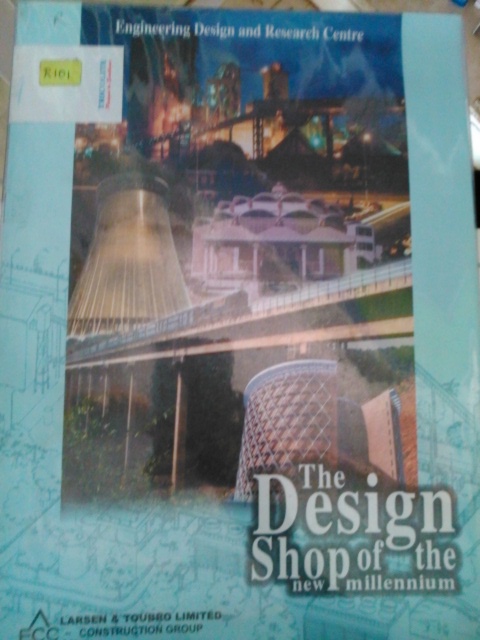 Engineering Design and Research Centre
R101
The
Design
Shop of the
new millennium
LARSEN & TOUBRO LIMITED
ECC - CONSTRUCTION GROUP